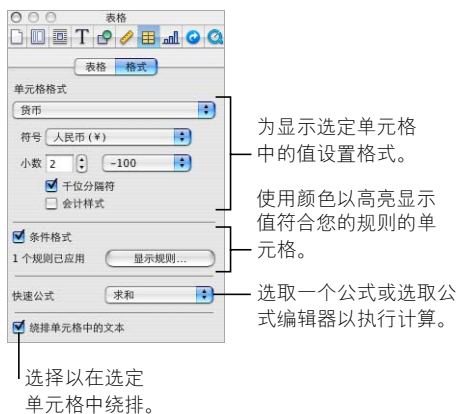 表格
表格 格式
单元格格式
货币
符号 人民币 (¥)
小数 2 -100
千位分隔符
会计样式
条件格式
1 个规则已应用 显示规则...
快速公式 求和
绕排单元格中的文本
为显示选定单元格
中的值设置格式。
使用颜色以高亮显示
值符合您的规则的单
元格。
选取一个公式或选取公
式编辑器以执行计算。
选择以在选定
单元格中绕排。